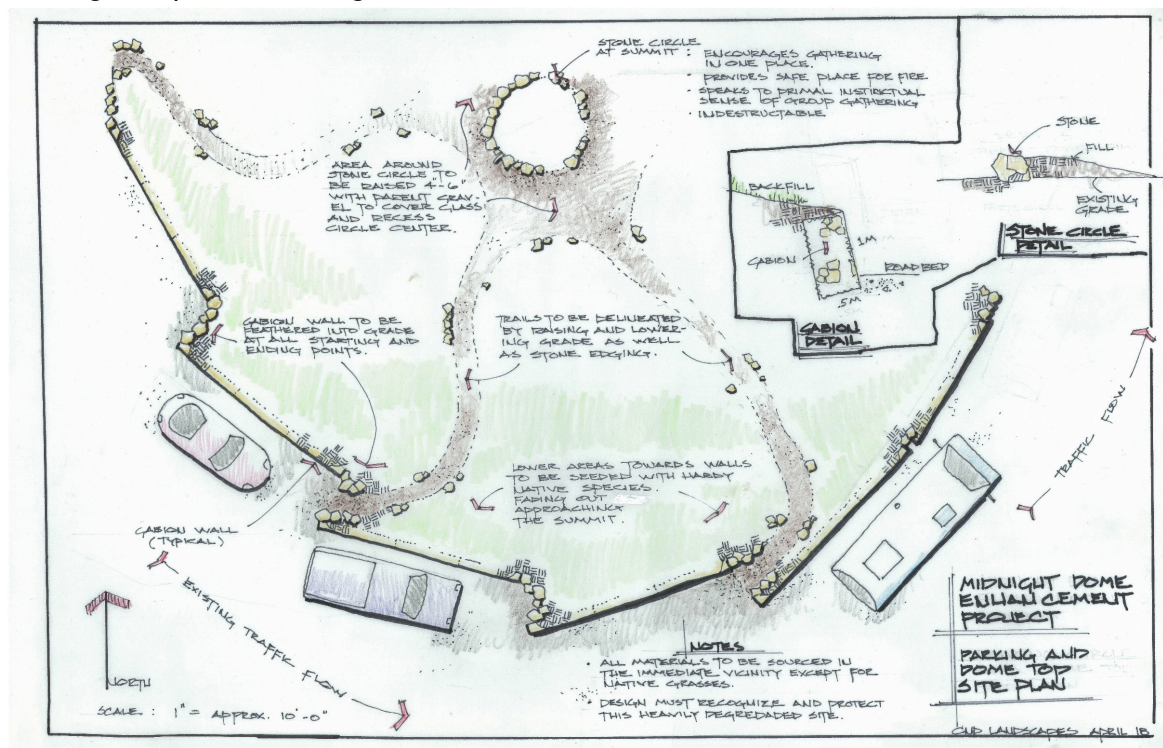 STONE CIRCLE
AT SUMMIT :
ENCOURAGES GATHERING
IN ONE PLACE.
PROVIDES SAFE PLACE FOR FIRE
• SPEAKS TO PRIMAL INSTINCTUAL
SENSE OF GROUP GATHERING
• INDESTRUCTABLE
AREA AROUND
STONE CIRCLE TO
BE RAISED 4"-6"
WITH PARENT GRAV-
EL TO COVER GLASS
AND RECESS
CIRCLE CENTER.
STONE
FILL
EXISTING
GRADE
STONE CIRCLE
DETAIL
BACKFILL
1M
GABION
ROAD BED
.5M
GABION
DETAIL
GABION WALL TO BE
FEATHERED INTO GRADE
AT ALL STARTING AND
ENDING POINTS.
TRAILS TO BE DELINEATED
BY RAISING AND LOWER-
ING GRADE AS WELL
AS STONE EDGING.
TRAFFIC FLOW
LOWER AREAS TOWARDS WALLS
TO BE SEEDED WITH HARDY
NATIVE SPECIES.
FADING OUT
APPROACHING
THE SUMMIT.
GABION WALL
(TYPICAL)
EXISTING TRAFFIC FLOW
NORTH
SCALE : 1" = APPROX. 10'-0"
NOTES
• ALL MATERIALS TO BE SOURCED IN
THE IMMEDIATE VICINITY EXCEPT FOR
NATIVE GRASSES.
• DESIGN MUST RECOGNIZE AND PROTECT
THIS HEAVILY DEGREDADED SITE.
MIDNIGHT DOME
ENHANCEMENT
PROJECT
PARKING AND
DOME TOP
SITE PLAN
LANDSCAPES APRIL 18